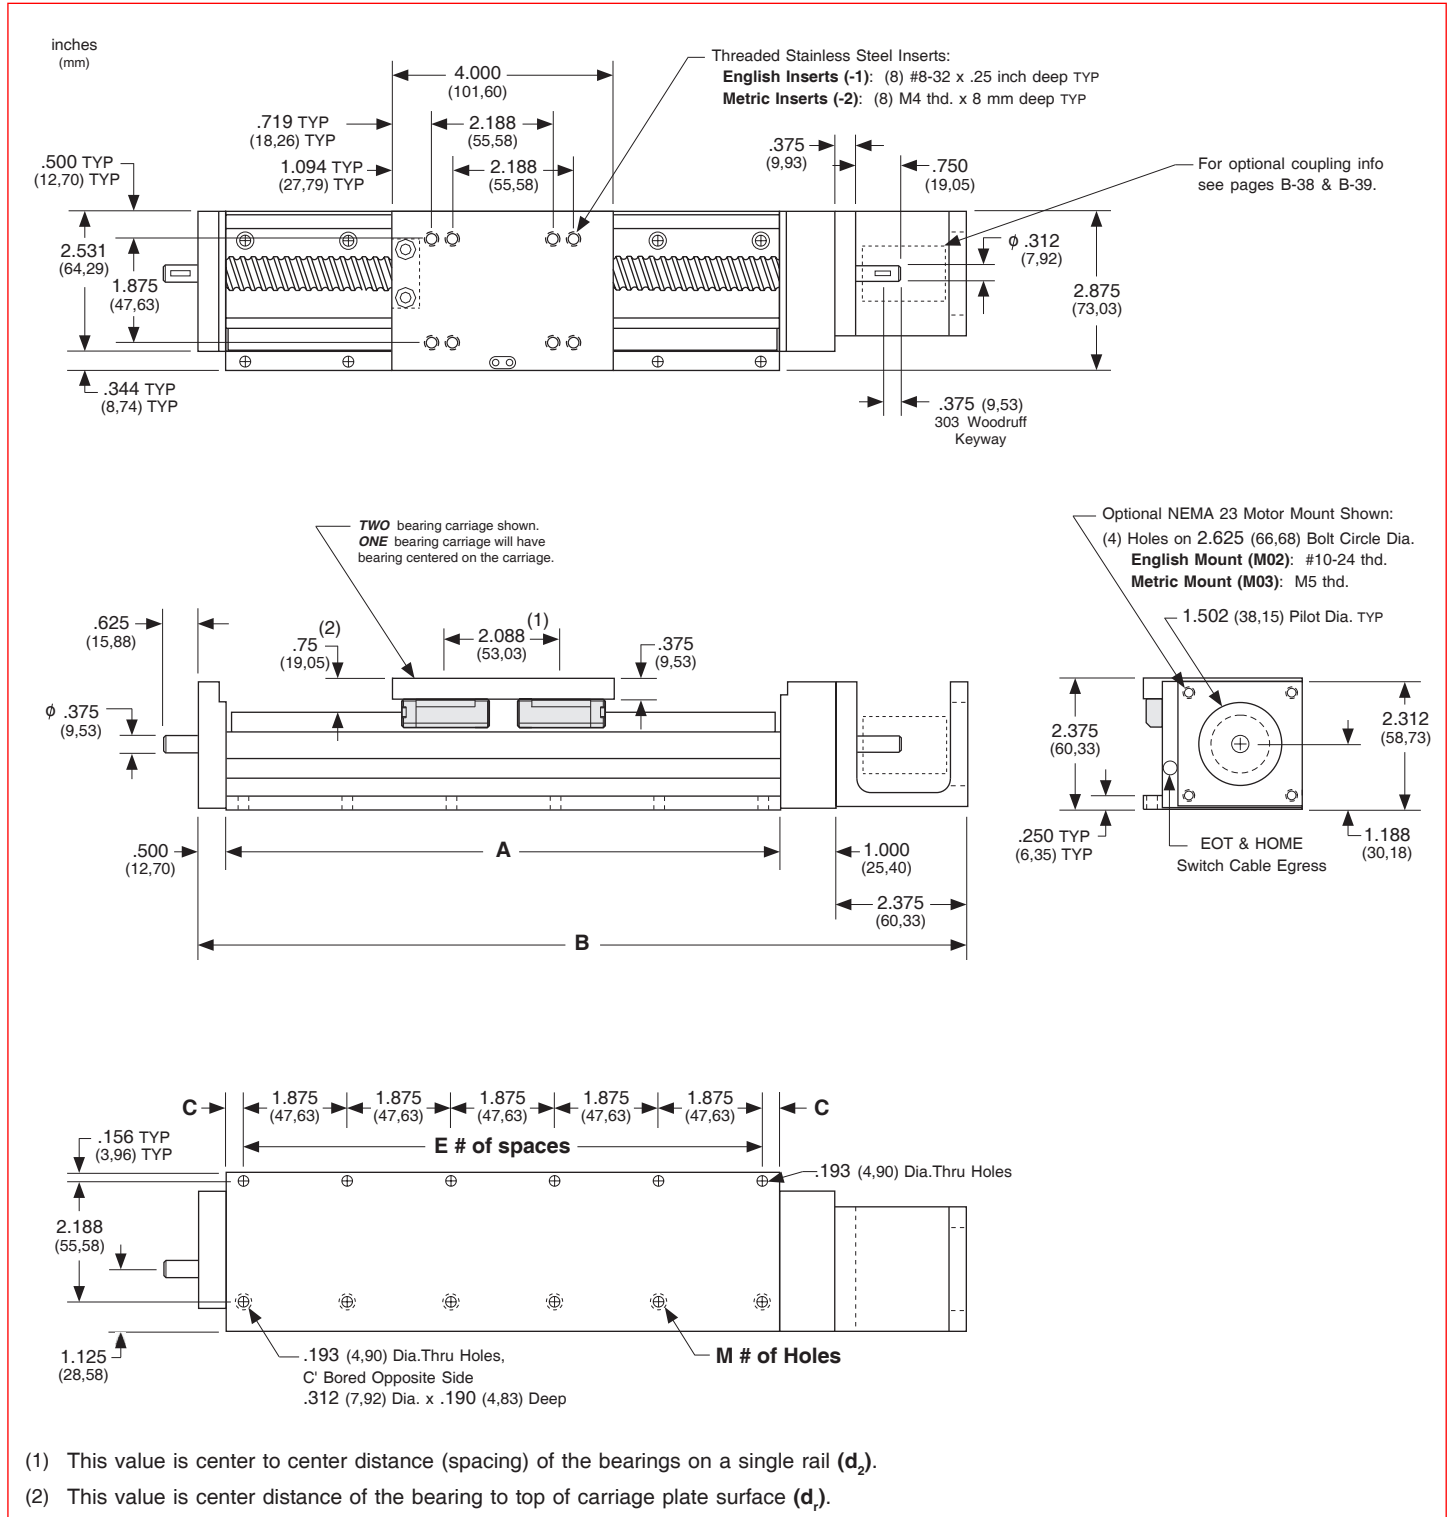 inches
(mm)
4.000
(101,60)
Threaded Stainless Steel Inserts:
English Inserts (-1): (8) #8-32 x .25 inch deep TYP
Metric Inserts (-2): (8) M4 thd. x 8 mm deep TYP
.719 TYP
(18,26) TYP
2.188
(55,58)
.500 TYP
(12,70) TYP
1.094 TYP
(27,79) TYP
2.188
(55,58)
.375
(9,93)
.750
(19,05)
For optional coupling info
see pages B-38 & B-39.
2.531
(64,29)
1.875
(47,63)
ϕ .312
(7,92)
2.875
(73,03)
.344 TYP
(8,74) TYP
.375 (9,53)
303 Woodruff
Keyway
TWO bearing carriage shown.
ONE bearing carriage will have
bearing centered on the carriage.
Optional NEMA 23 Motor Mount Shown:
(4) Holes on 2.625 (66,68) Bolt Circle Dia.
English Mount (M02): #10-24 thd.
Metric Mount (M03): M5 thd.
1.502 (38,15) Pilot Dia. TYP
.625
(15,88)
(2)
.75
(19,05)
(1)
2.088
(53,03)
.375
(9,53)
ϕ .375
(9,53)
2.375
(60,33)
2.312
(58,73)
.250 TYP
(6,35) TYP
EOT & HOME
Switch Cable Egress
1.188
(30,18)
.500
(12,70)
A
1.000
(25,40)
2.375
(60,33)
B
C
1.875
(47,63)
1.875
(47,63)
1.875
(47,63)
1.875
(47,63)
1.875
(47,63)
C
E # of spaces
.156 TYP
(3,96) TYP
.193 (4,90) Dia.Thru Holes
2.188
(55,58)
1.125
(28,58)
.193 (4,90) Dia.Thru Holes,
C' Bored Opposite Side
.312 (7,92) Dia. x .190 (4,83) Deep
M # of Holes
(1) This value is center to center distance (spacing) of the bearings on a single rail (d₂).
(2) This value is center distance of the bearing to top of carriage plate surface (dᵣ).